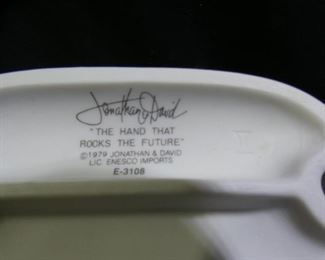 Jonathan & David
"THE HAND THAT
ROCKS THE FUTURE"
©1979 JONATHAN & DAVID
LIC. ENESCO IMPORTS
E-3108